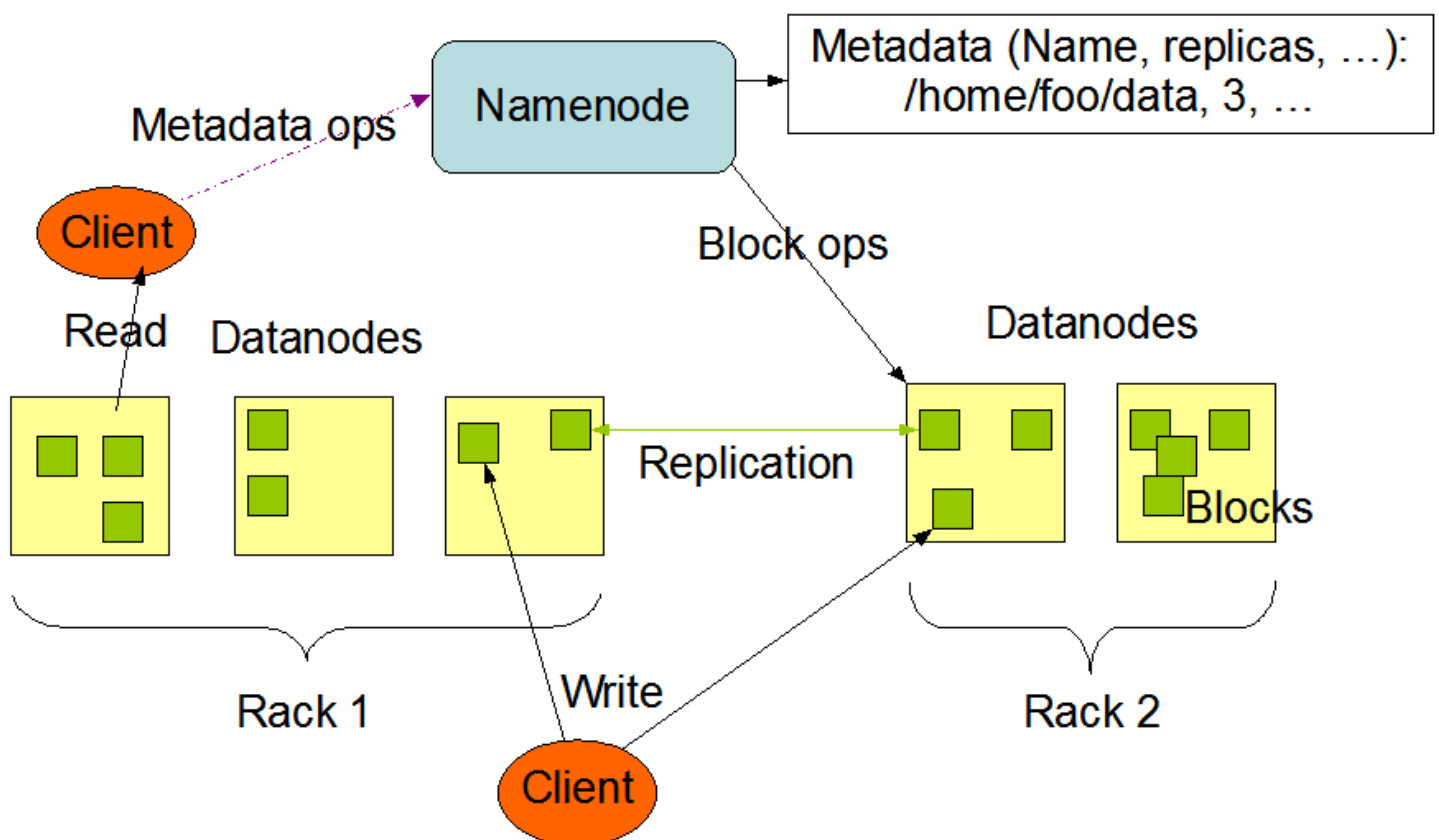 Metadata (Name, replicas, …):
/home/foo/data, 3, …
Namenode
Metadata ops
Client
Block ops
Read
Datanodes
Datanodes
Replication
Blocks
Rack 1
Write
Rack 2
Client